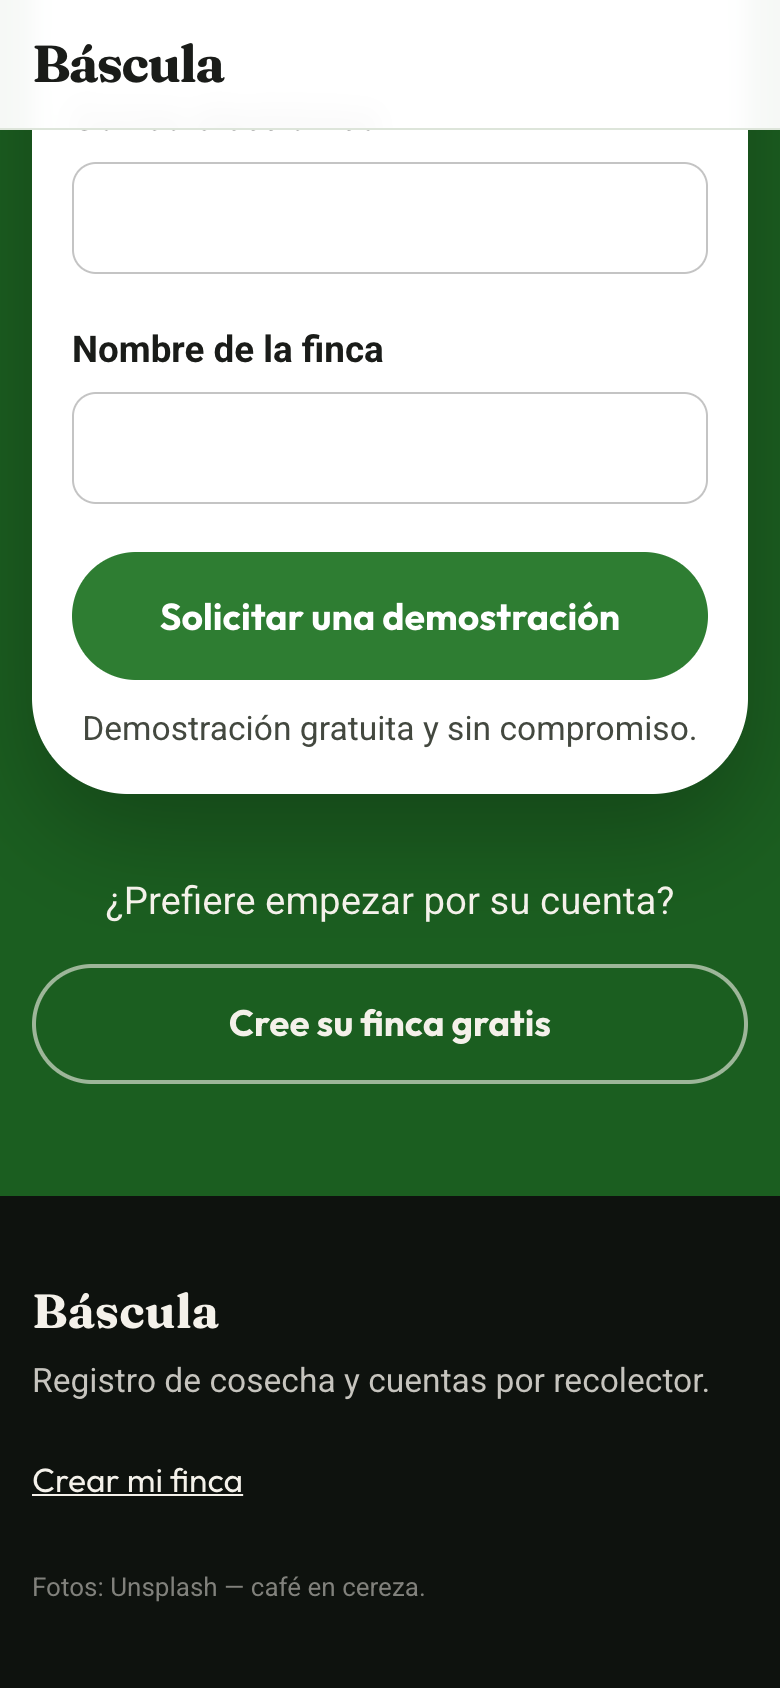 Báscula
Nombre de la finca
Solicitar una demostración
Demostración gratuita y sin compromiso.
¿Prefiere empezar por su cuenta?
Cree su finca gratis
Báscula
Registro de cosecha y cuentas por recolector.
Crear mi finca
Fotos: Unsplash — café en cereza.